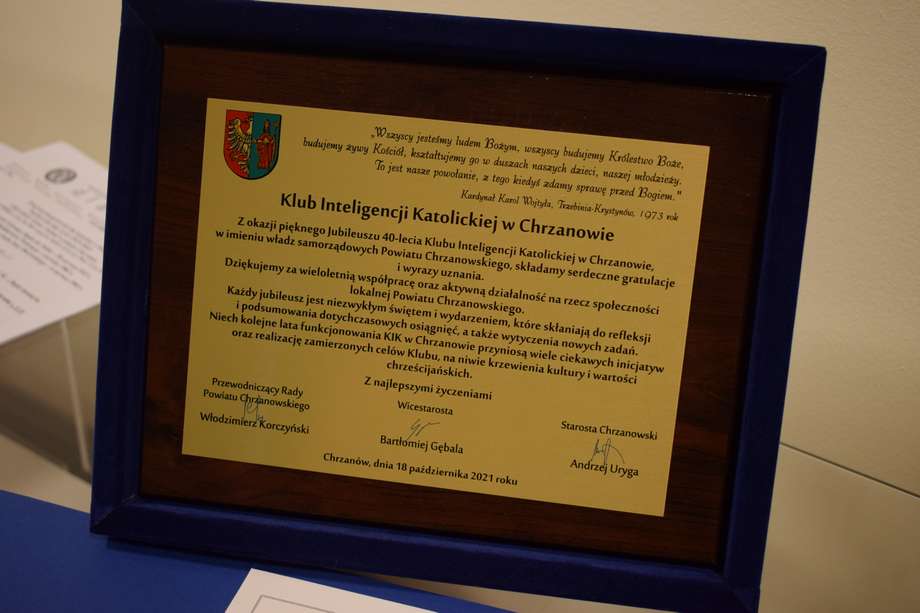 „Wszyscy jesteśmy ludem Bożym, wszyscy budujemy Królestwo Boże,
budujemy żywy Kościół, kształtujemy go w duszach naszych dzieci, naszej młodzieży.
To jest nasze powołanie, z tego kiedyś zdamy sprawę przed Bogiem."
Kardynał Karol Wojtyła, Trzebinia-Krystynów, 1973 rok
Klub Inteligencji Katolickiej w Chrzanowie
Z okazji pięknego Jubileuszu 40-lecia Klubu Inteligencji Katolickiej w Chrzanowie,
w imieniu władz samorządowych Powiatu Chrzanowskiego, składamy serdeczne gratulacje
i wyrazy uznania.
Dziękujemy za wieloletnią współpracę oraz aktywną działalność na rzecz społeczności
lokalnej Powiatu Chrzanowskiego.
Każdy jubileusz jest niezwykłym świętem i wydarzeniem, które skłaniają do refleksji
i podsumowania dotychczasowych osiągnięć, a także wytyczenia nowych zadań.
Niech kolejne lata funkcjonowania KIK w Chrzanowie przyniosą wiele ciekawych inicjatyw
oraz realizację zamierzonych celów Klubu, na niwie krzewienia kultury i wartości
chrześcijańskich.
Z najlepszymi życzeniami
Przewodniczący Rady
Powiatu Chrzanowskiego
Włodzimierz Korczyński
Wicestarosta
Bartłomiej Gębala
Starosta Chrzanowski
Andrzej Uryga
Chrzanów, dnia 18 października 2021 roku